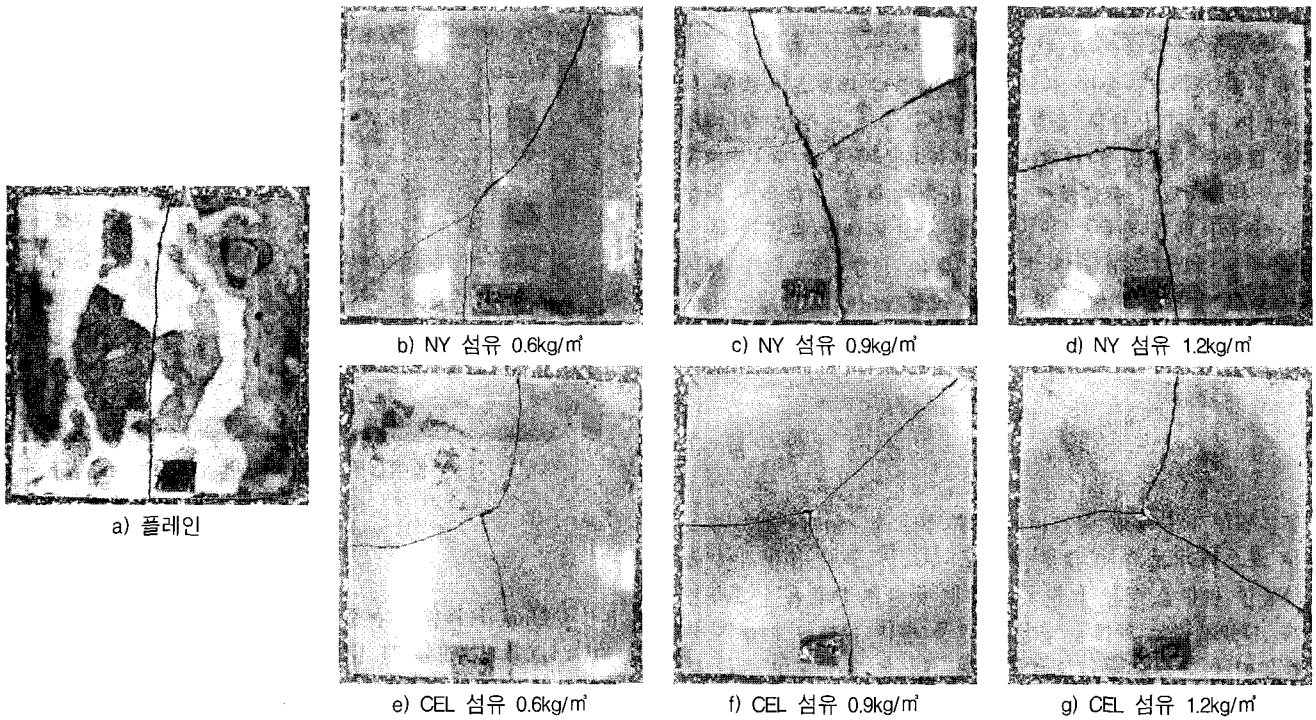 a) 플레인
b) NY 섬유 0.6kg/㎥
c) NY 섬유 0.9kg/㎥
d) NY 섬유 1.2kg/㎥
e) CEL 섬유 0.6kg/㎥
f) CEL 섬유 0.9kg/㎥
g) CEL 섬유 1.2kg/㎥